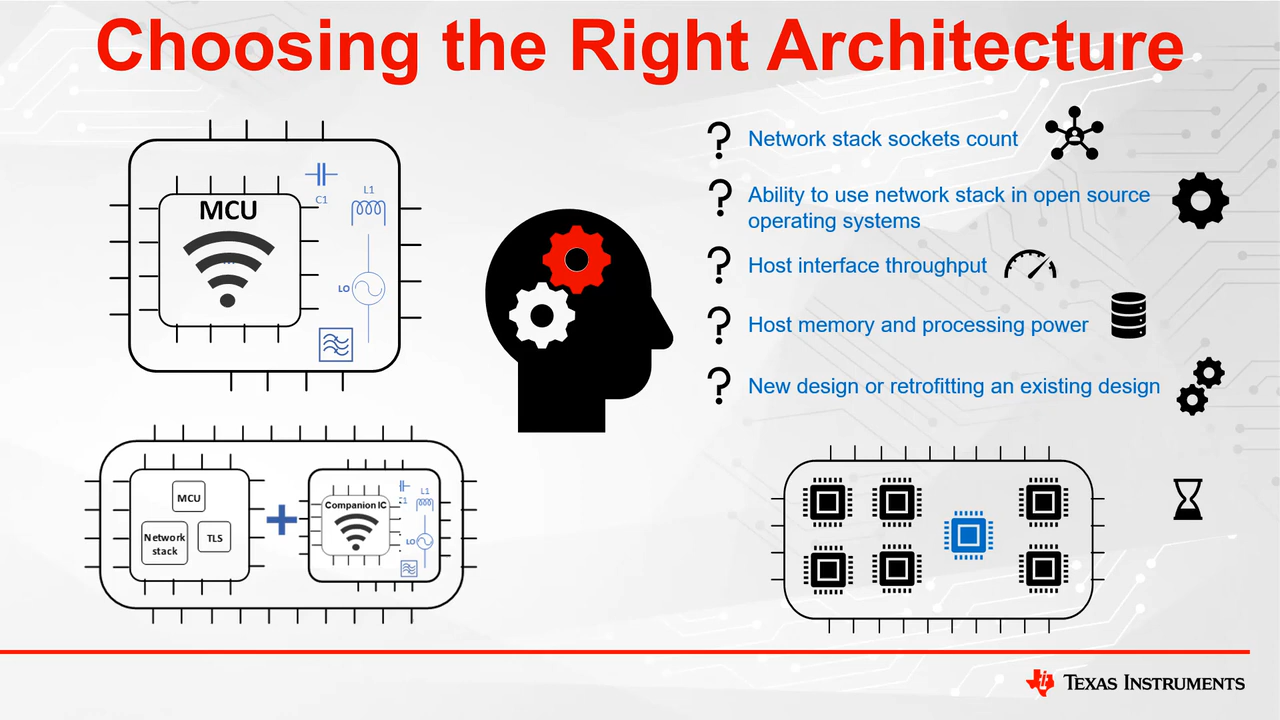 Choosing the Right Architecture
MCU
C1
L1
LO
? Network stack sockets count
? Ability to use network stack in open source
operating systems
? Host interface throughput
? Host memory and processing power
? New design or retrofitting an existing design
MCU
Network
stack
TLS
+
Companion IC
L1
LO
TEXAS INSTRUMENTS